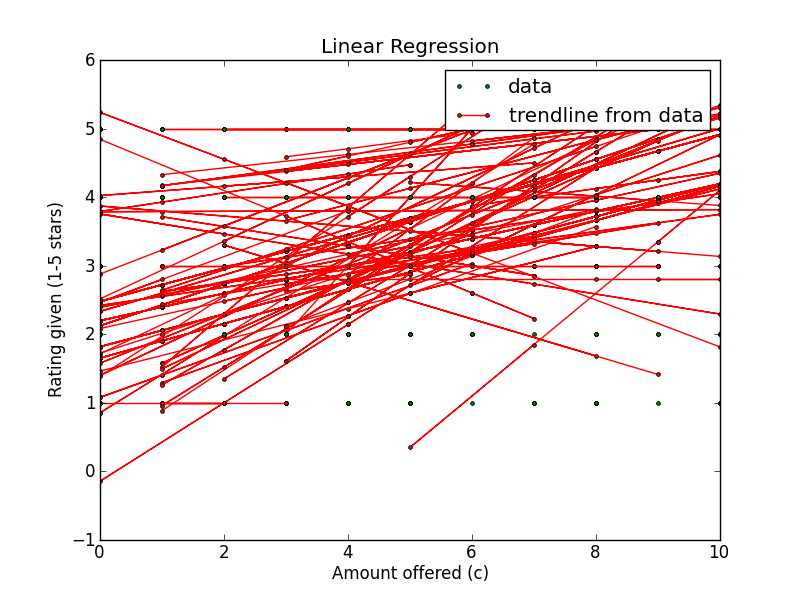 Linear Regression
data
trendline from data
6
5
4
3
2
1
0
−1
Rating given (1-5 stars)
0 2 4 6 8 10
Amount offered (c)